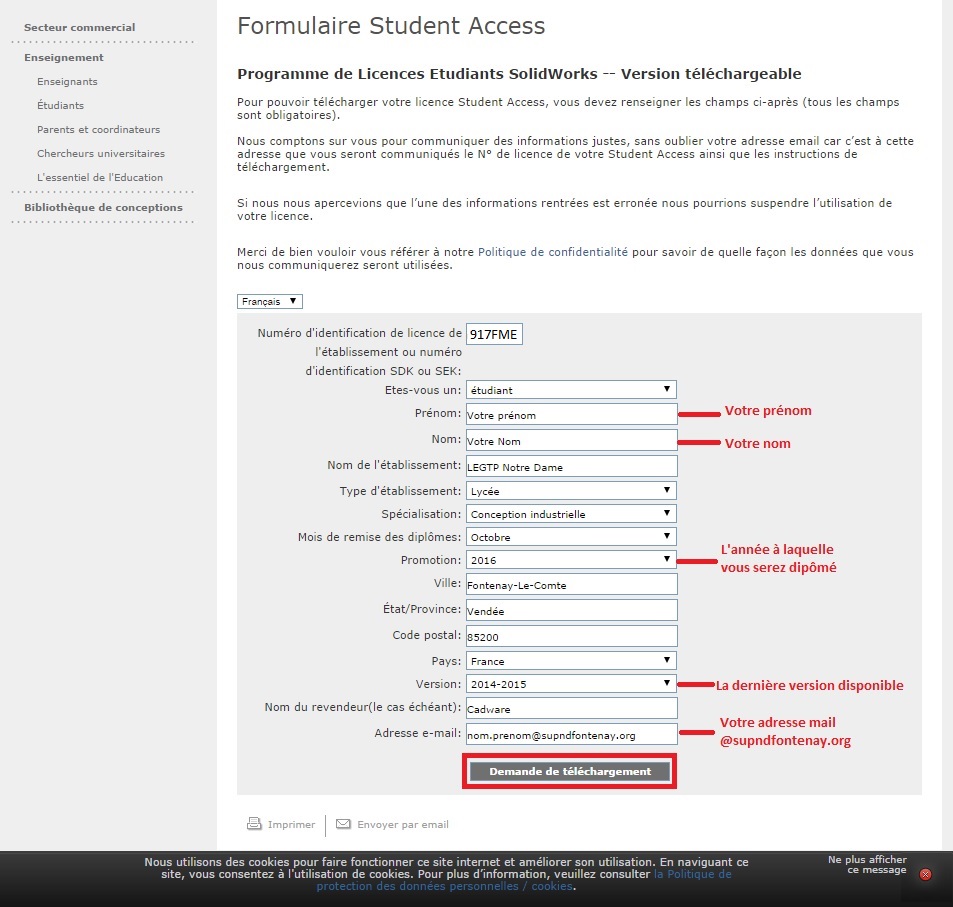 Secteur commercial
Enseignement
Enseignants
Étudiants
Parents et coordinateurs
Chercheurs universitaires
L'essentiel de l'Education
Bibliothèque de conceptions
Formulaire Student Access
Programme de Licences Etudiants SolidWorks -- Version téléchargeable
Pour pouvoir télécharger votre licence Student Access, vous devez renseigner les champs ci-après (tous les champs
sont obligatoires).
Nous comptons sur vous pour communiquer des informations justes, sans oublier votre adresse email car c’est à cette
adresse que vous seront communiqués le N° de licence de votre Student Access ainsi que les instructions de
téléchargement.
Si nous nous apercevions que l’une des informations rentrées est erronée nous pourrions suspendre l’utilisation de
votre licence.
Merci de bien vouloir vous référer à notre Politique de confidentialité pour savoir de quelle façon les données que vous
nous communiquerez seront utilisées.
Français
Numéro d'identification de licence de 917FME
l'établissement ou numéro
d'identification SDK ou SEK:
Etes-vous un: étudiant
Prénom: Votre prénom Votre prénom
Nom: Votre Nom Votre nom
Nom de l'établissement: LEGTP Notre Dame
Type d'établissement: Lycée
Spécialisation: Conception industrielle
Mois de remise des diplômes: Octobre
Promotion: 2016 L'année à laquelle
vous serez dipômé
Ville: Fontenay-Le-Comte
État/Province: Vendée
Code postal: 85200
Pays: France
Version: 2014-2015 La dernière version disponible
Nom du revendeur(le cas échéant): Cadware
Adresse e-mail: nom.prenom@supndfontenay.org Votre adresse mail
@supndfontenay.org
Demande de téléchargement
Imprimer Envoyer par email
Nous utilisons des cookies pour faire fonctionner ce site internet et améliorer son utilisation. En naviguant ce
site, vous consentez à l'utilisation de cookies. Pour plus d’information, veuillez consulter la Politique de
protection des données personnelles / cookies.
Ne plus afficher
ce message